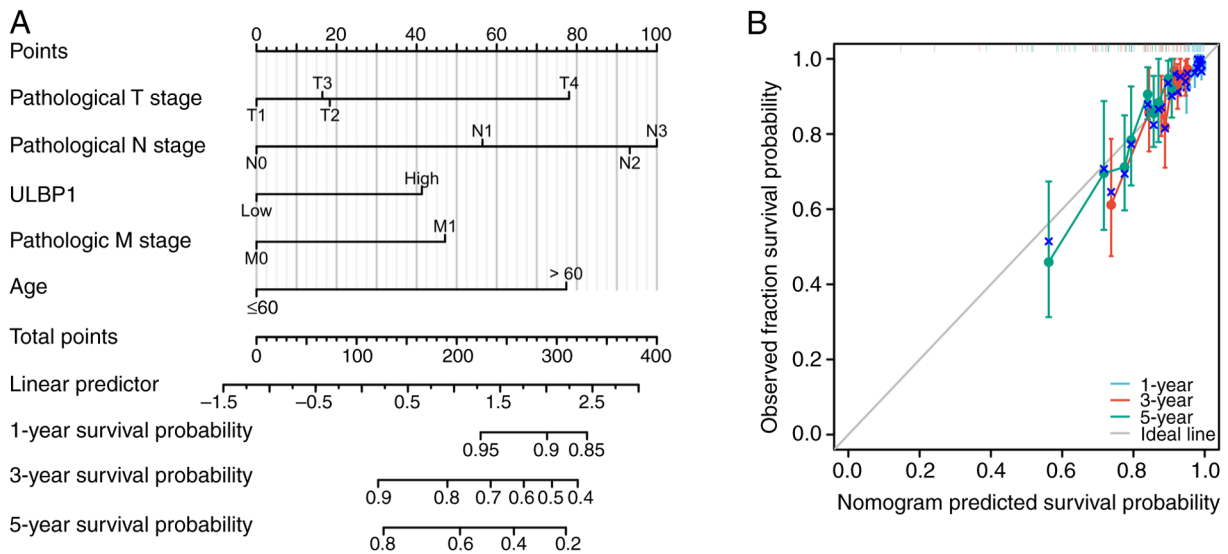 A
0 20 40 60 80 100
Points
T3 T4
Pathological T stage
T1 T2
N1 N3
Pathological N stage
N0 N2
High
ULBP1
Low
M1
Pathologic M stage
M0
> 60
Age
≤60
Total points
0 100 200 300 400
Linear predictor
−1.5 −0.5 0.5 1.5 2.5
1-year survival probability
0.95 0.9 0.85
3-year survival probability
0.9 0.8 0.7 0.6 0.5 0.4
5-year survival probability
0.8 0.6 0.4 0.2
B
Observed fraction survival probability
1.0
0.8
0.6
0.4
0.2
0.0
1-year
3-year
5-year
Ideal line
0.0 0.2 0.4 0.6 0.8 1.0
Nomogram predicted survival probability